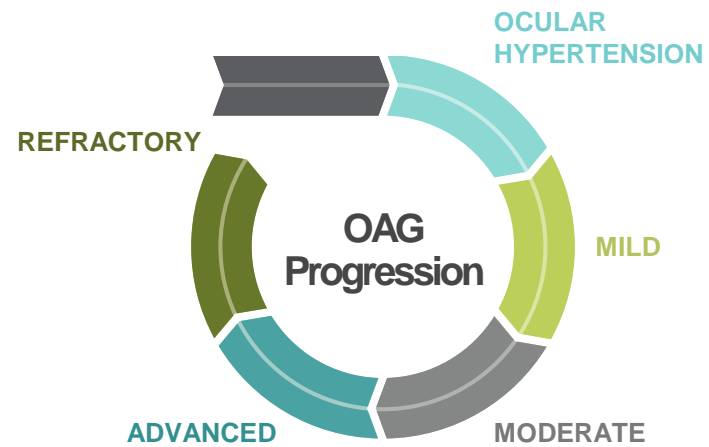 OCULAR
HYPERTENSION
REFRACTORY
OAG
Progression
MILD
ADVANCED
MODERATE